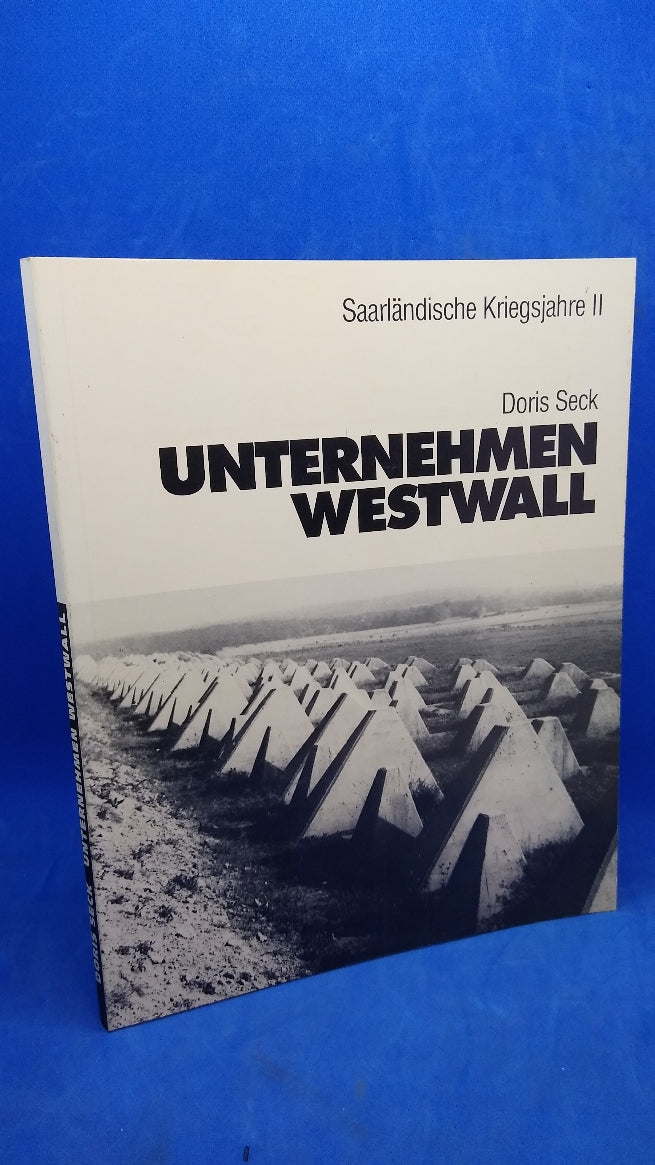 Saarländische Kriegsjahre II
Doris Seck
UNTERNEHMEN
WESTWALL
DORIS SECK UNTERNEHMEN WESTWALL